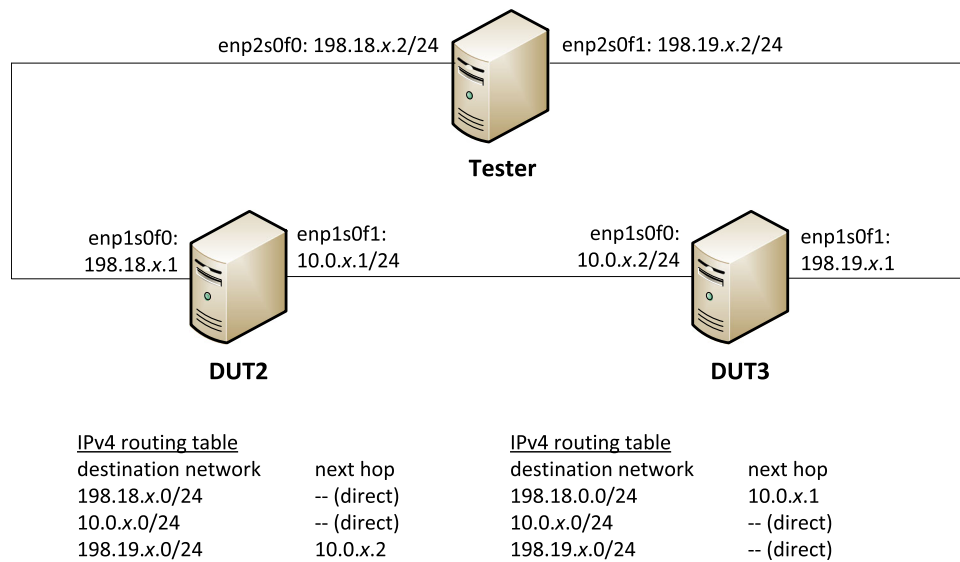 enp2s0f0: 198.18.x.2/24
enp2s0f1: 198.19.x.2/24
Tester
enp1s0f0:
198.18.x.1
enp1s0f1:
10.0.x.1/24
enp1s0f0:
10.0.x.2/24
enp1s0f1:
198.19.x.1
DUT2
DUT3
IPv4 routing table
destination network next hop
198.18.x.0/24 -- (direct)
10.0.x.0/24 -- (direct)
198.19.x.0/24 10.0.x.2
IPv4 routing table
destination network next hop
198.18.0.0/24 10.0.x.1
10.0.x.0/24 -- (direct)
198.19.x.0/24 -- (direct)